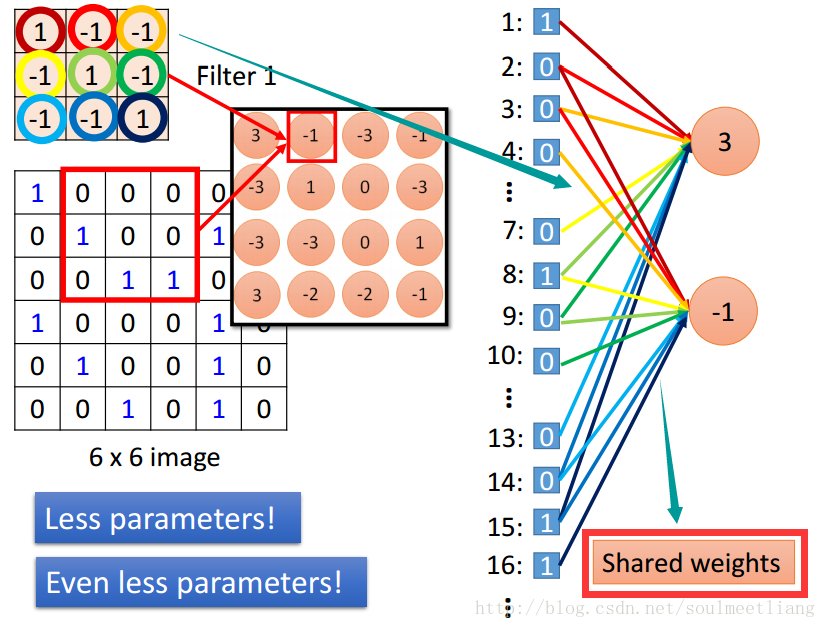 1 -1 -1
-1 1 -1
-1 -1 1
Filter 1
3 -1 -3 -1
-3 1 0 -3
-3 -3 0 1
3 -2 -2 -1
1 0 0 0 0
0 1 0 0 1
0 0 1 1 0
1 0 0 0 1 0
0 1 0 0 1 0
0 0 1 0 1 0
6 x 6 image
Less parameters!
Even less parameters!
1: 1
2: 0
3: 0
4: 0
⋮
7: 0
8: 1
9: 0
10: 0
⋮
13: 0
14: 0
15: 1
16: 1
⋮
3
-1
Shared weights
http://blog.csdn.net/soulmeetliang